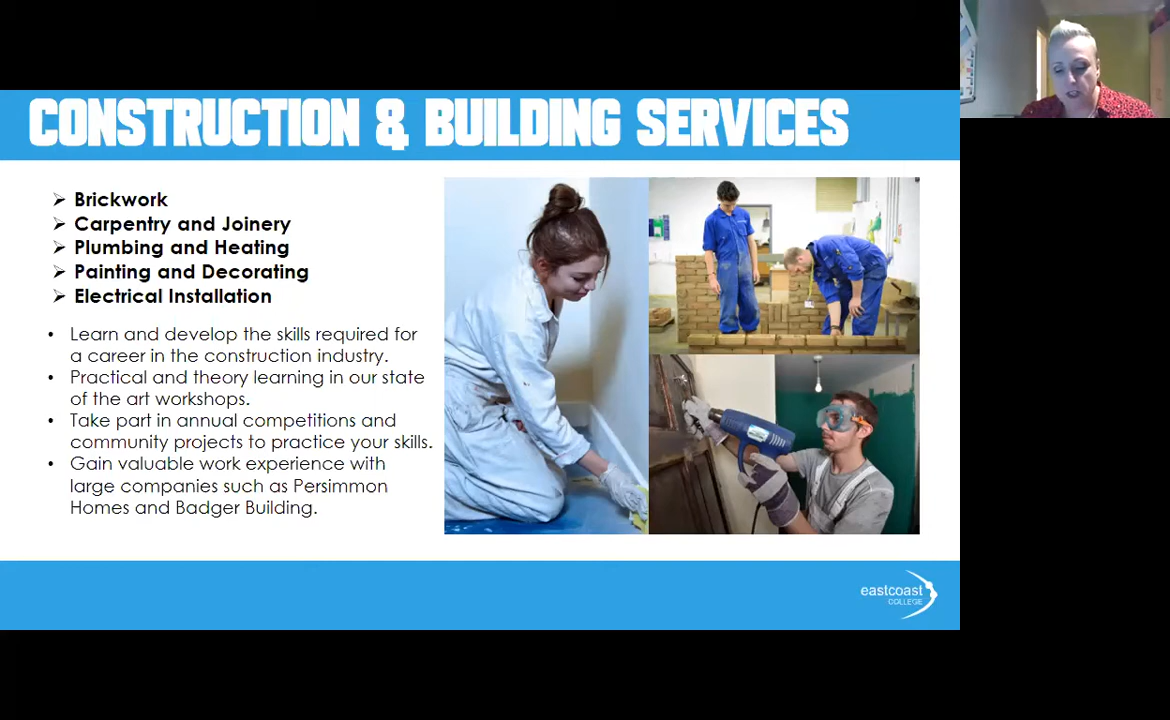 CONSTRUCTION & BUILDING SERVICES
➢ Brickwork
➢ Carpentry and Joinery
➢ Plumbing and Heating
➢ Painting and Decorating
➢ Electrical Installation
• Learn and develop the skills required for
a career in the construction industry.
• Practical and theory learning in our state
of the art workshops.
• Take part in annual competitions and
community projects to practice your skills.
• Gain valuable work experience with
large companies such as Persimmon
Homes and Badger Building.
eastcoast
COLLEGE